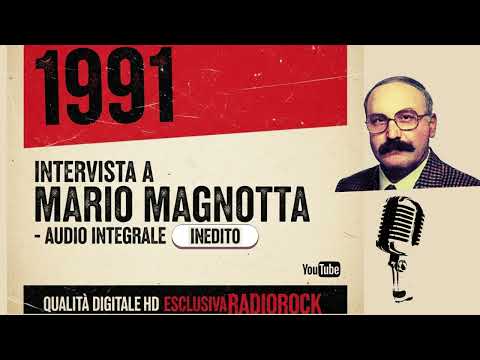 1991
INTERVISTA A
MARIO MAGNOTTA
- AUDIO INTEGRALE INEDITO
YouTube
QUALITÀ DIGITALE HD ESCLUSIVA RADIOROCK